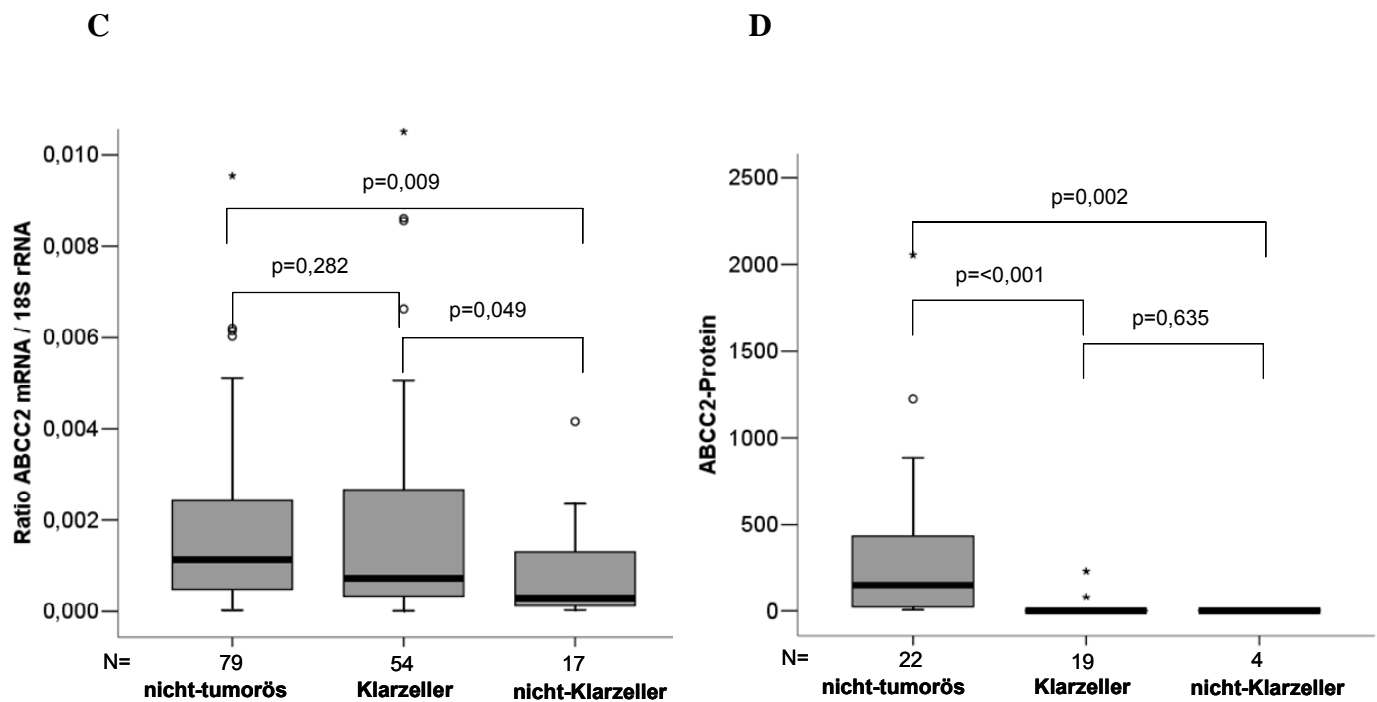 C
Ratio ABCC2 mRNA / 18S rRNA
0,010
0,008
0,006
0,004
0,002
0,000
p=0,009
p=0,282
p=0,049
N=
79
54
17
nicht-tumorös
Klarzeller
nicht-Klarzeller
D
ABCC2-Protein
2500
2000
1500
1000
500
0
p=0,002
p=<0,001
p=0,635
N=
22
19
4
nicht-tumorös
Klarzeller
nicht-Klarzeller